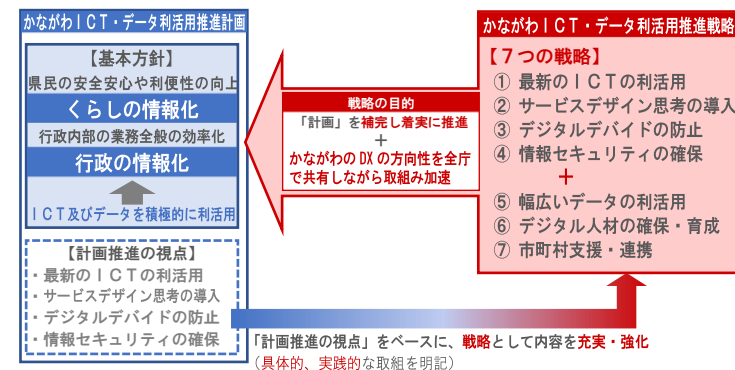 かながわＩＣＴ・データ利活用推進計画
【基本方針】
県民の安全安心や利便性の向上
くらしの情報化
行政内部の業務全般の効率化
行政の情報化
ＩＣＴ及びデータを積極的に利活用
【計画推進の視点】
・最新のＩＣＴの利活用
・サービスデザイン思考の導入
・デジタルデバイドの防止
・情報セキュリティの確保
戦略の目的
「計画」を補完し着実に推進
＋
かながわのDXの方向性を全庁
で共有しながら取組み加速
かながわＩＣＴ・データ利活用推進戦略
【７つの戦略】
① 最新のＩＣＴの利活用
② サービスデザイン思考の導入
③ デジタルデバイドの防止
④ 情報セキュリティの確保
＋
⑤ 幅広いデータの利活用
⑥ デジタル人材の確保・育成
⑦ 市町村支援・連携
「計画推進の視点」をベースに、戦略として内容を充実・強化
（具体的、実践的な取組を明記）